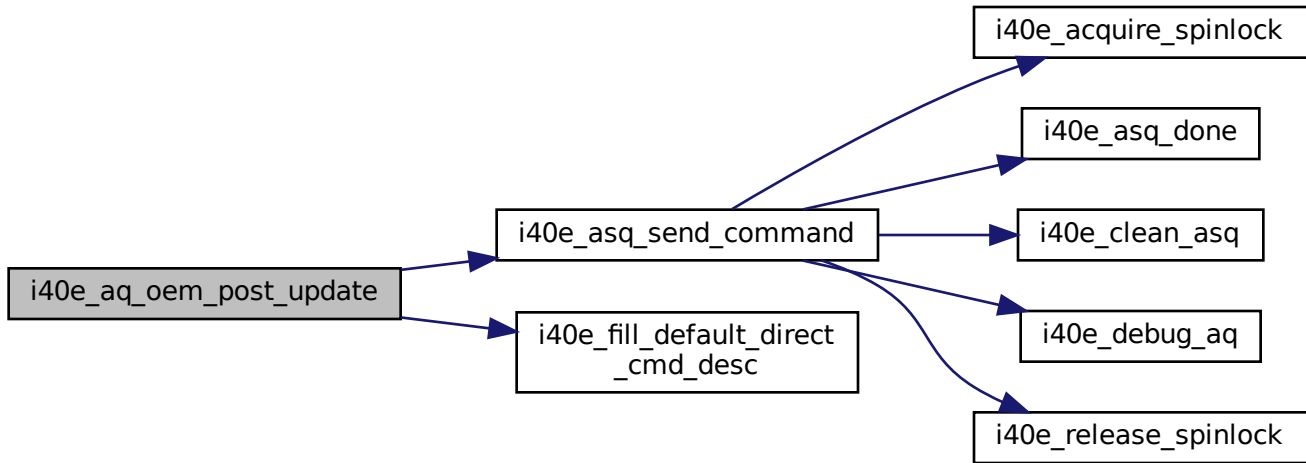 i40e_acquire_spinlock
i40e_asq_done
i40e_asq_send_command
i40e_clean_asq
i40e_aq_oem_post_update
i40e_fill_default_direct
_cmd_desc
i40e_debug_aq
i40e_release_spinlock